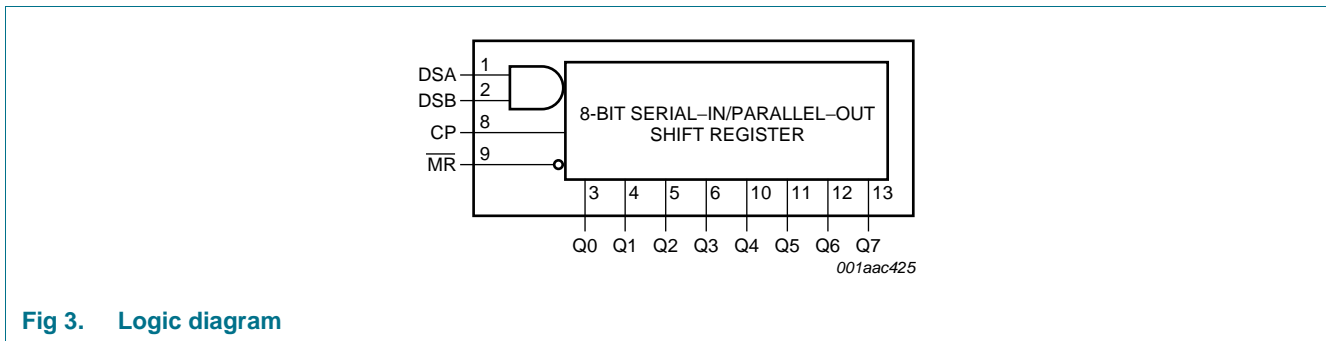 DSA 1
DSB 2
CP 8
MR 9
8-BIT SERIAL−IN/PARALLEL−OUT
SHIFT REGISTER
3 4 5 6 10 11 12 13
Q0 Q1 Q2 Q3 Q4 Q5 Q6 Q7
001aac425
Fig 3. Logic diagram